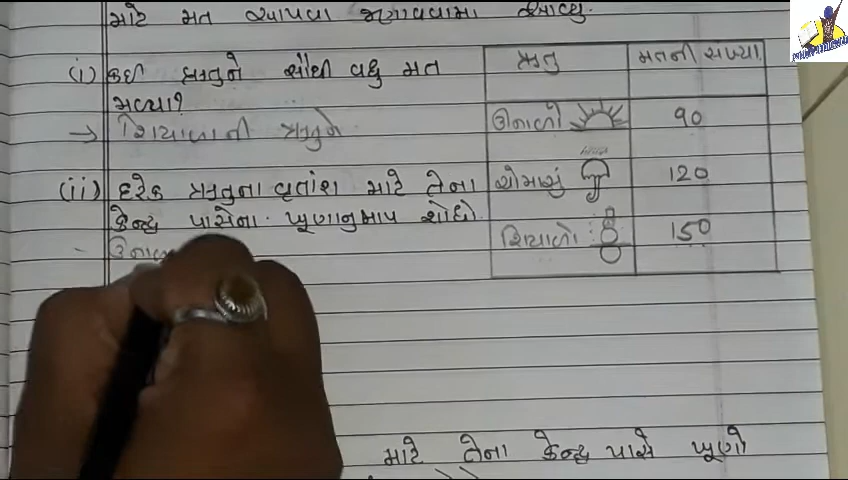 માટે મત આપવા જણાવવામા આવ્યુ.
(i) કઈ ઋતુને સૌથી વધુ મત
મળ્યા?
→ શિયાળાની ઋતુને
(ii) દરેક ઋતુના વૃતાંશ માટે તેના
કેન્દ્ર પાસેના ખૂણાનુ માપ શોધો.
- ઉનાળ
ઋતુ મતની સંખ્યા
ઊનાળો 90
ચોમાસું 120
શિયાળો : 150
માટે તેના કેન્દ્ર પાસે ખૂણો